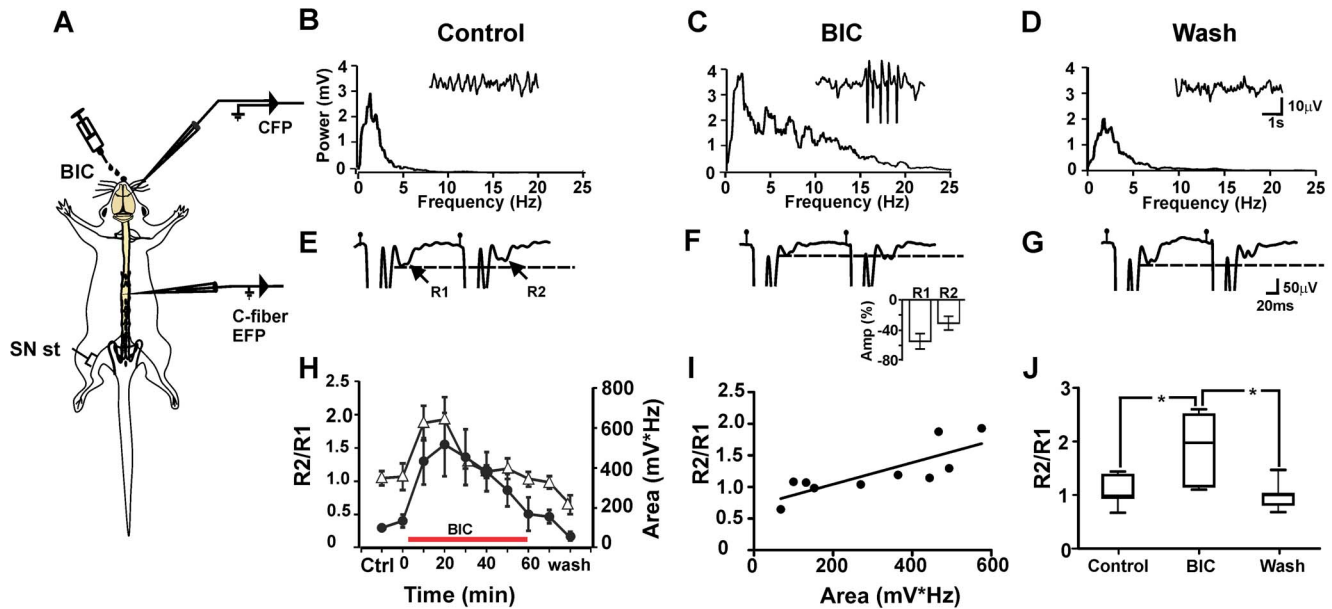 A
BIC
CFP
C-fiber
EFP
SN st
B
Control
Power (mV)
4
3
2
1
0
0 5 10 15 20 25
Frequency (Hz)
C
BIC
4
3
2
1
0
0 5 10 15 20 25
Frequency (Hz)
D
Wash
4
3
2
1
0
0 5 10 15 20 25
Frequency (Hz)
10µV
1s
E
R1
R2
F
R1 R2
Amp (%)
0
-40
-80
G
50µV
20ms
H
R2/R1
2.5
2.0
1.5
1.0
0.5
0
800
600
400
200
0
Area (mV*Hz)
BIC
Ctrl 0 20 40 60 wash
Time (min)
I
R2/R1
2.5
2.0
1.5
1.0
0.5
0
0 200 400 600
Area (mV*Hz)
J
R2/R1
3
2
1
0
* *
Control BIC Wash